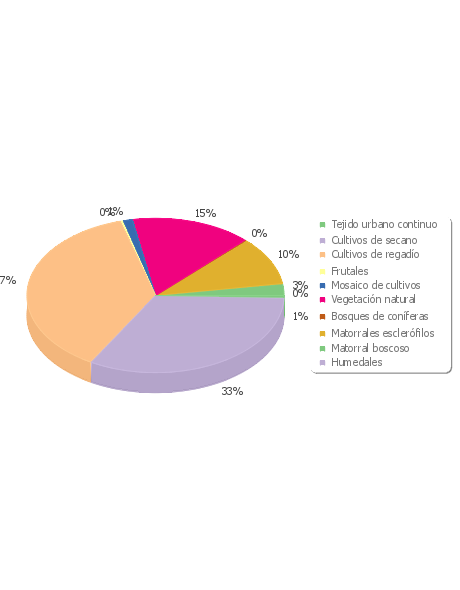 0%
1%
15%
0%
10%
7%
3%
0%
1%
33%
Tejido urbano continuo
Cultivos de secano
Cultivos de regadío
Frutales
Mosaico de cultivos
Vegetación natural
Bosques de coníferas
Matorrales esclerófilos
Matorral boscoso
Humedales